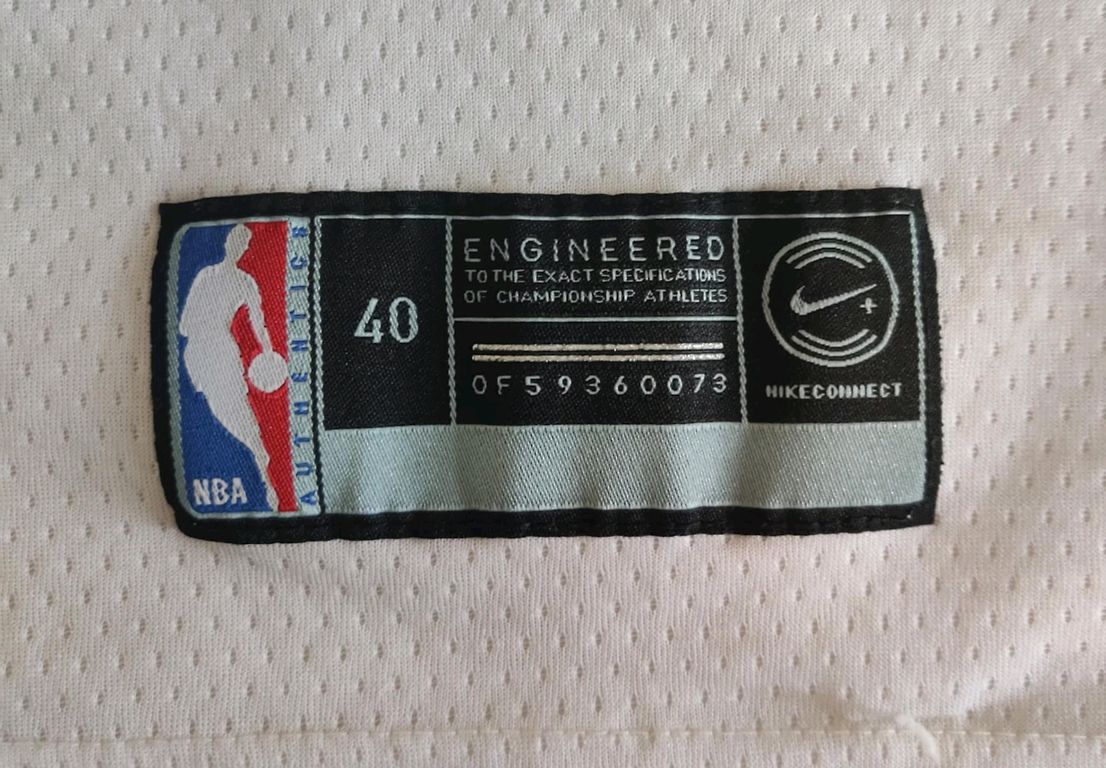 NBA
AUTHENTICS
40
ENGINEERED
TO THE EXACT SPECIFICATIONS
OF CHAMPIONSHIP ATHLETES
0F59360073
NIKECONNECT